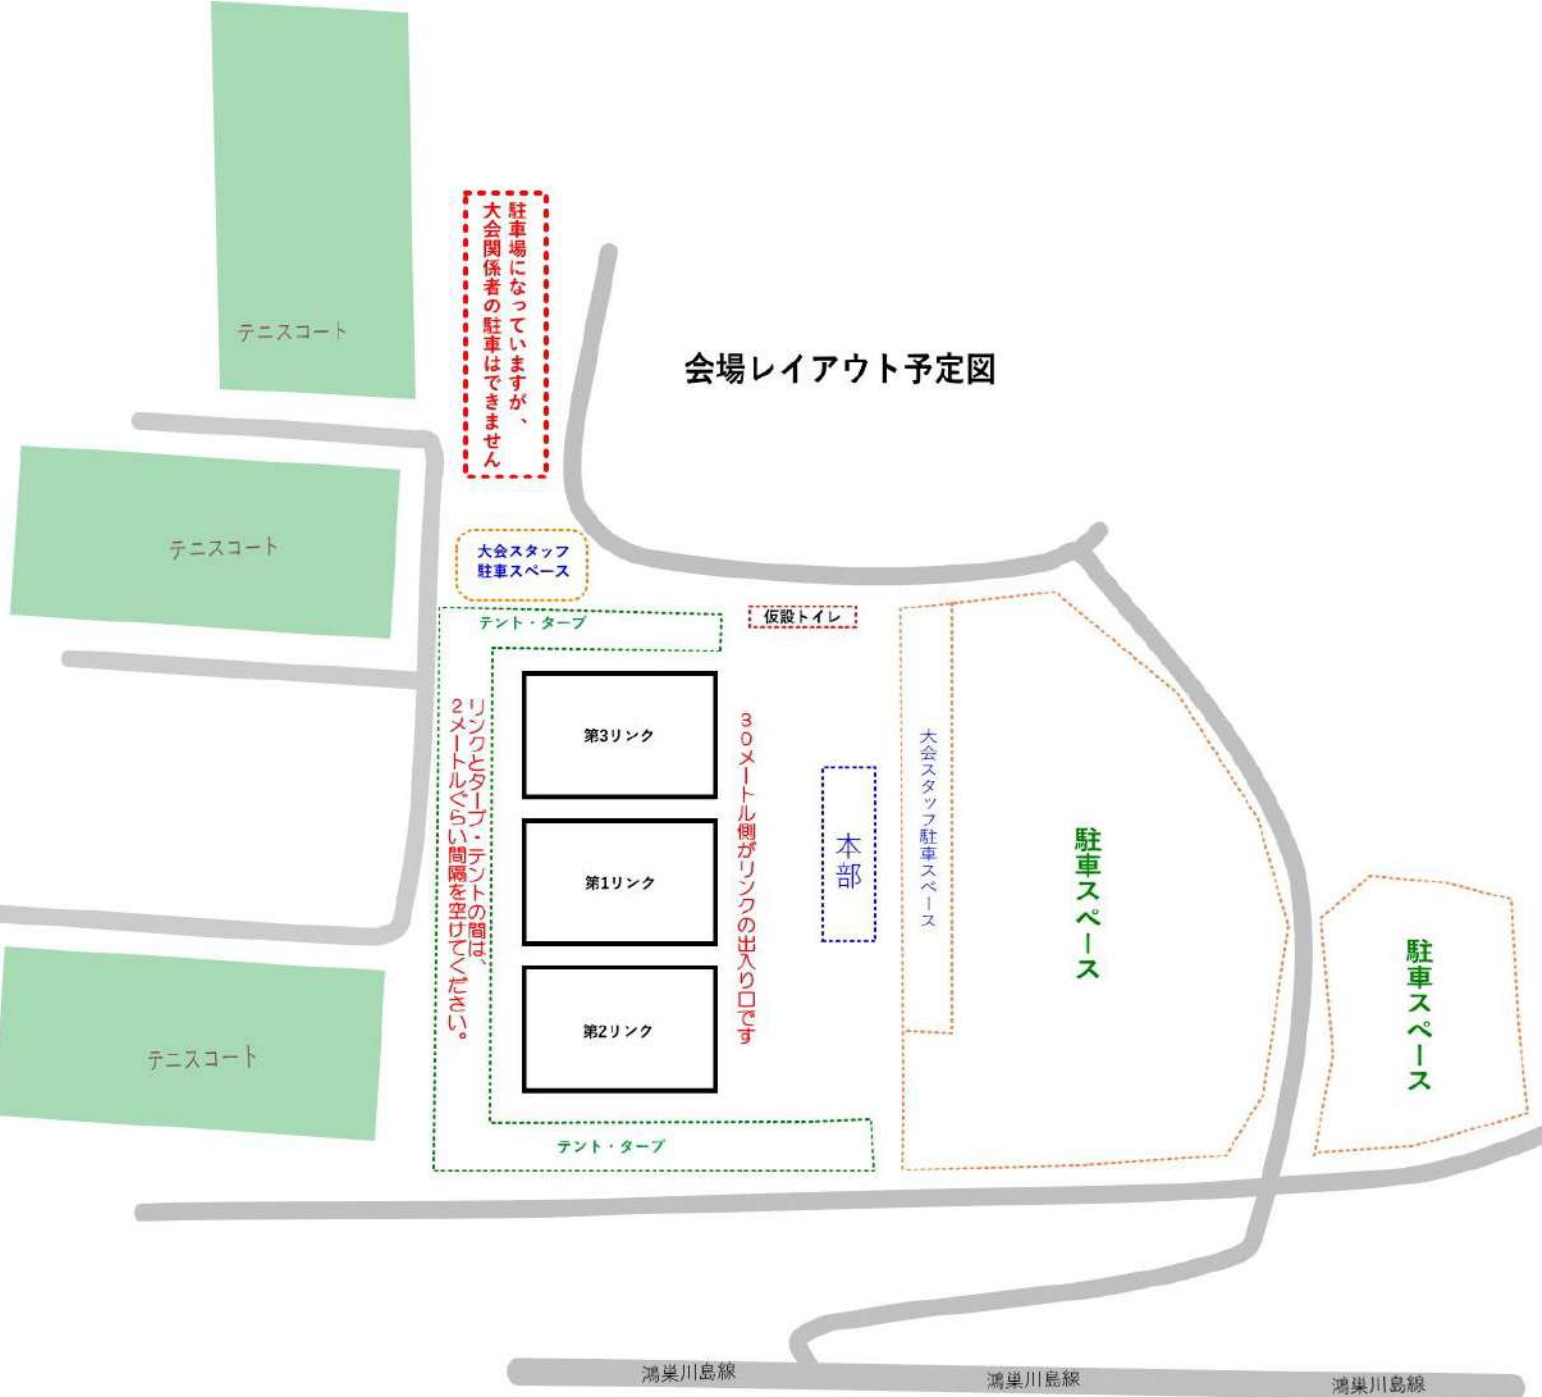 駐車場になっていますが、
大会関係者の駐車はできません
テニスコート
会場レイアウト予定図
テニスコート
大会スタッフ
駐車スペース
テント・タープ
仮設トイレ
リンクとタープ・テントの間は、
２メートルぐらい間隔を空けてください。
第3リンク
第1リンク
第2リンク
３０メートル側がリンクの出入り口です
本部
大会スタッフ駐車スペース
駐車スペース
駐車スペース
テニスコート
テント・タープ
鴻巣川島線
鴻巣川島線
鴻巣川島線